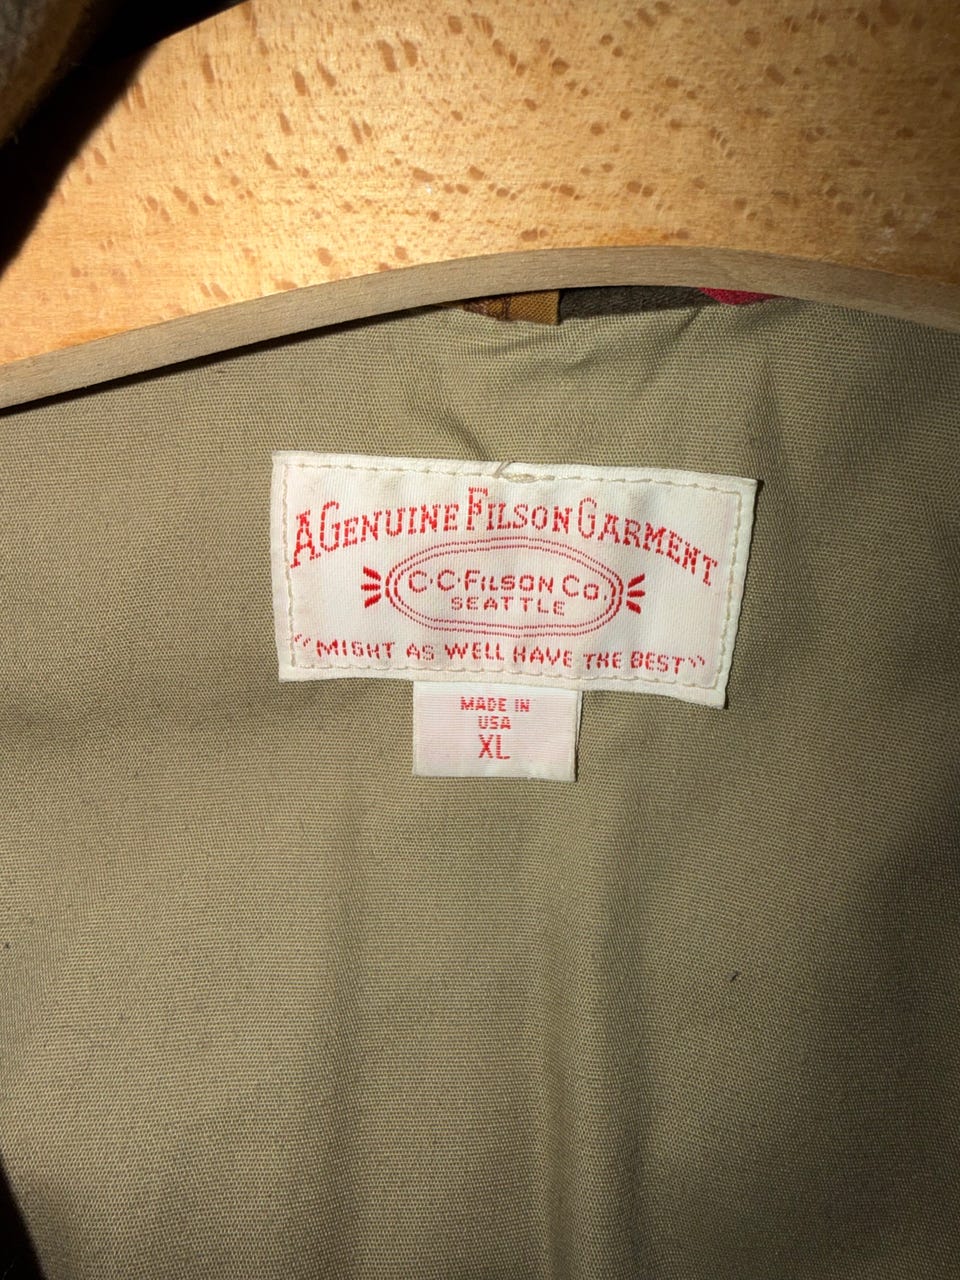 A GENUINE FILSON GARMENT
C·C·FILSON CO.
SEATTLE
"MIGHT AS WELL HAVE THE BEST"
MADE IN
USA
XL